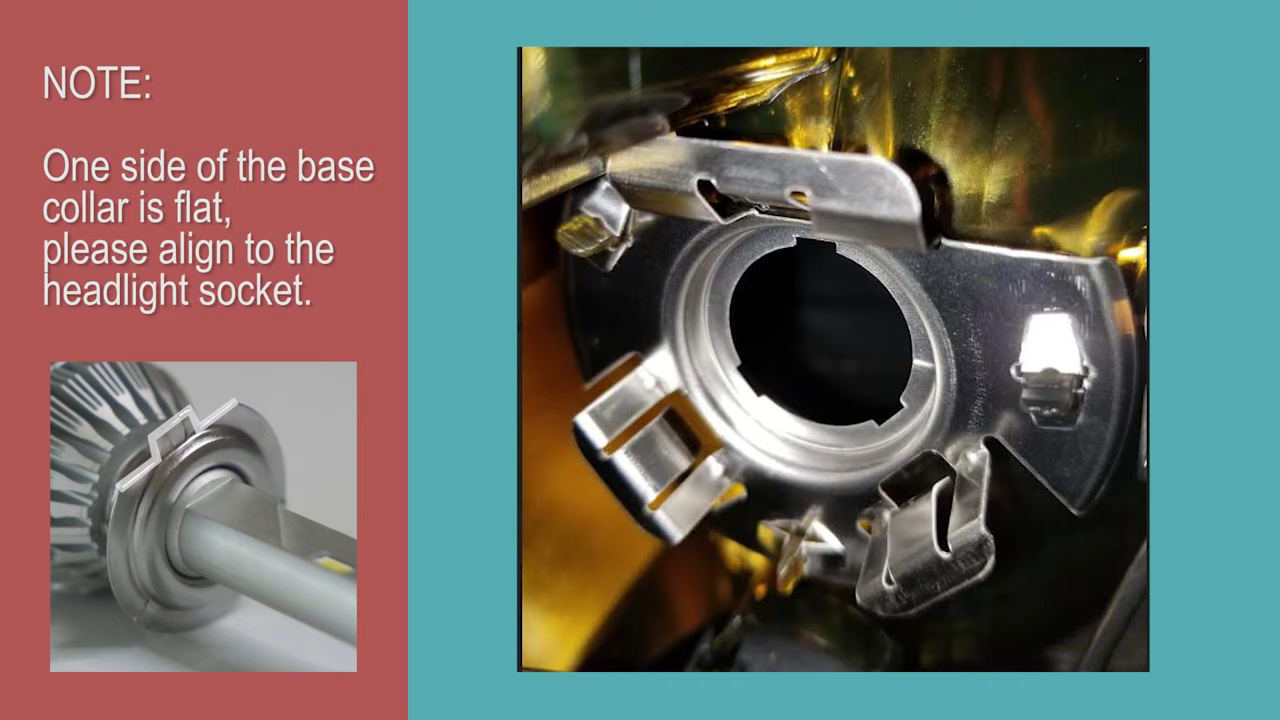 NOTE:
One side of the base
collar is flat,
please align to the
headlight socket.